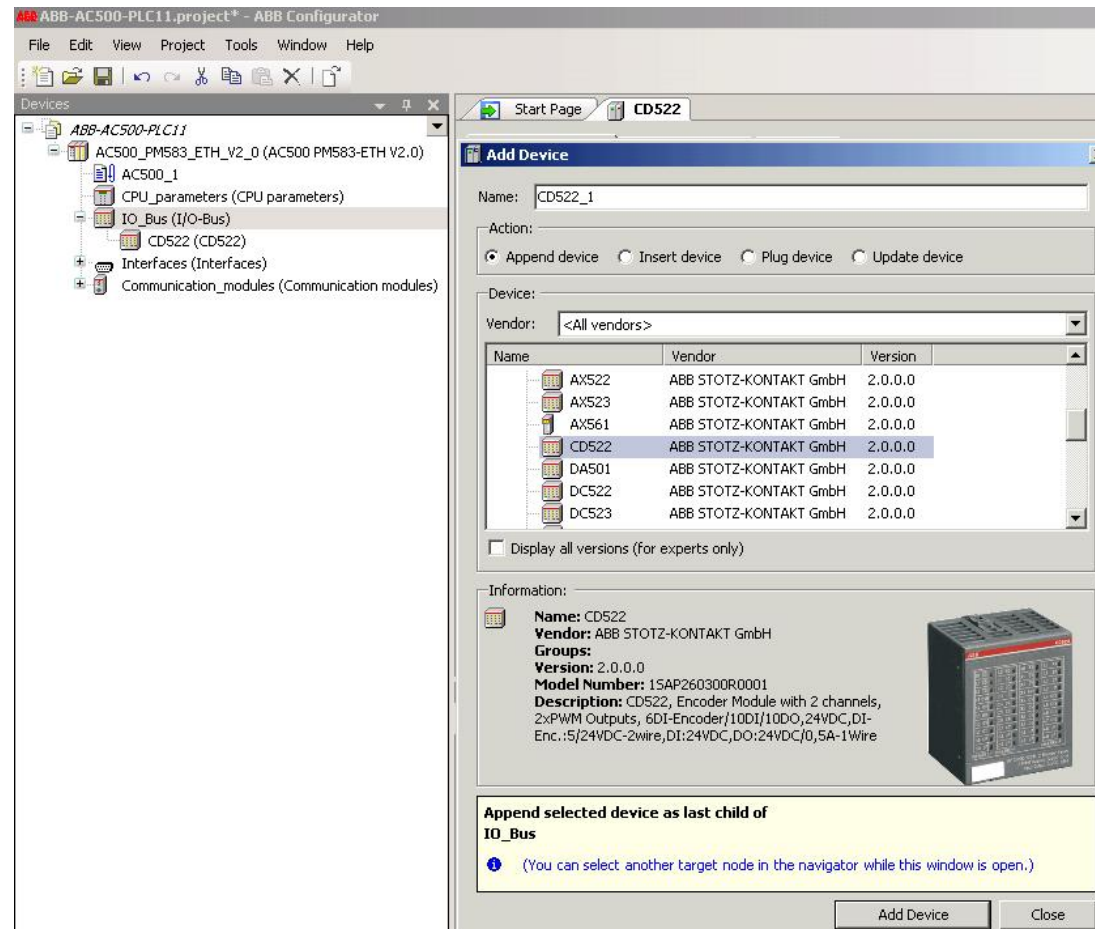 ABB ABB-AC500-PLC11.project* - ABB Configurator
File Edit View Project Tools Window Help
Devices
ABB-AC500-PLC11
AC500_PM583_ETH_V2_0 (AC500 PM583-ETH V2.0)
AC500_1
CPU_parameters (CPU parameters)
IO_Bus (I/O-Bus)
CD522 (CD522)
Interfaces (Interfaces)
Communication_modules (Communication modules)
Start Page CD522
Add Device
Name: CD522_1
Action:
Append device Insert device Plug device Update device
Device:
Vendor: <All vendors>
Name Vendor Version
AX522 ABB STOTZ-KONTAKT GmbH 2.0.0.0
AX523 ABB STOTZ-KONTAKT GmbH 2.0.0.0
AX561 ABB STOTZ-KONTAKT GmbH 2.0.0.0
CD522 ABB STOTZ-KONTAKT GmbH 2.0.0.0
DA501 ABB STOTZ-KONTAKT GmbH 2.0.0.0
DC522 ABB STOTZ-KONTAKT GmbH 2.0.0.0
DC523 ABB STOTZ-KONTAKT GmbH 2.0.0.0
Display all versions (for experts only)
Information:
Name: CD522
Vendor: ABB STOTZ-KONTAKT GmbH
Groups:
Version: 2.0.0.0
Model Number: 1SAP260300R0001
Description: CD522, Encoder Module with 2 channels,
2xPWM Outputs, 6DI-Encoder/10DI/10DO,24VDC,DI-
Enc.:5/24VDC-2wire,DI:24VDC,DO:24VDC/0,5A-1Wire
Append selected device as last child of
IO_Bus
(You can select another target node in the navigator while this window is open.)
Add Device Close